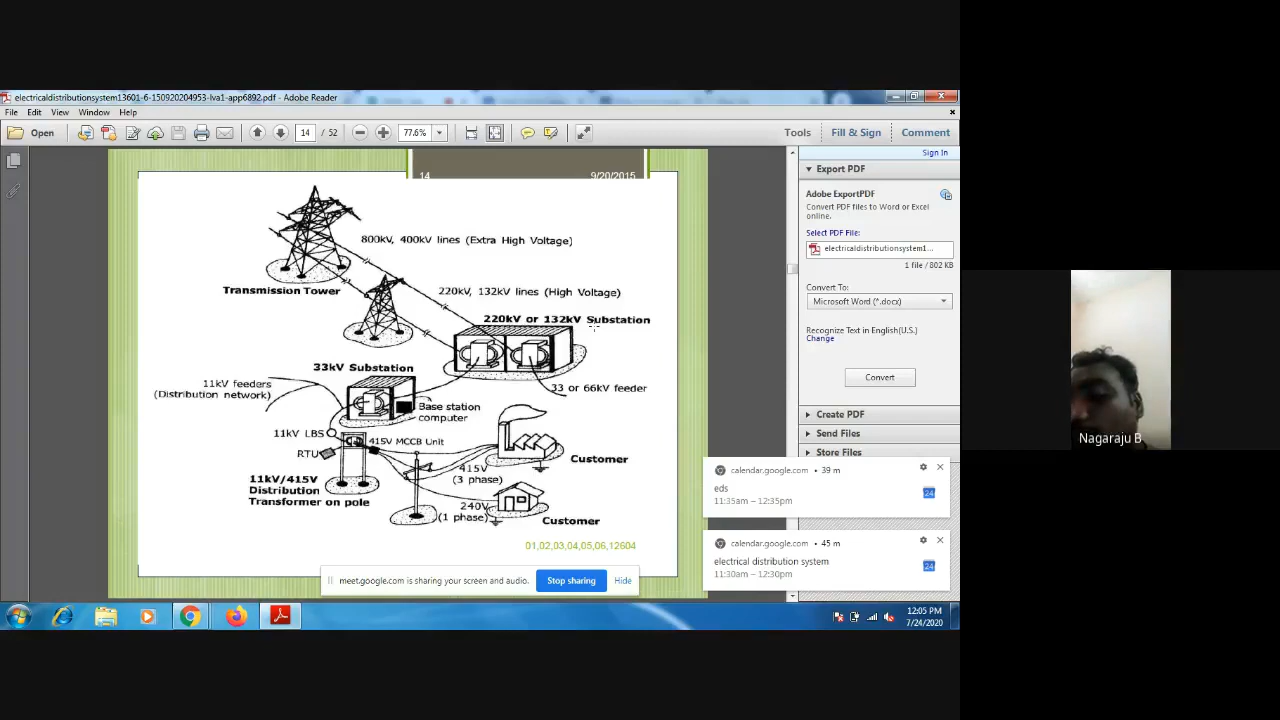 electricaldistributionsystem13601-6-150920204953-lva1-app6892.pdf - Adobe Reader
File Edit View Window Help
Open 14 / 52 77.6% Tools Fill & Sign Comment
Sign In
14 9/20/2015
800kV, 400kV lines (Extra High Voltage)
Transmission Tower
220kV, 132kV lines (High Voltage)
220kV or 132kV Substation
33kV Substation
11kV feeders
(Distribution network)
33 or 66kV feeder
Base station
computer
11kV LBS
415V MCCB Unit
RTU
Customer
415V
(3 phase)
11kV/415V
Distribution
Transformer on pole
240V
(1 phase)
Customer
01,02,03,04,05,06,12604
Export PDF
Adobe ExportPDF
Convert PDF files to Word or Excel
online.
Select PDF File:
electricaldistributionsystem1...
1 file / 802 KB
Convert To:
Microsoft Word (*.docx)
Recognize Text in English(U.S.)
Change
Convert
Create PDF
Send Files
Store Files
calendar.google.com • 39 m
eds
11:35am – 12:35pm
24
calendar.google.com • 45 m
electrical distribution system
11:30am – 12:30pm
24
meet.google.com is sharing your screen and audio.
Stop sharing
Hide
12:05 PM
7/24/2020
Nagaraju B